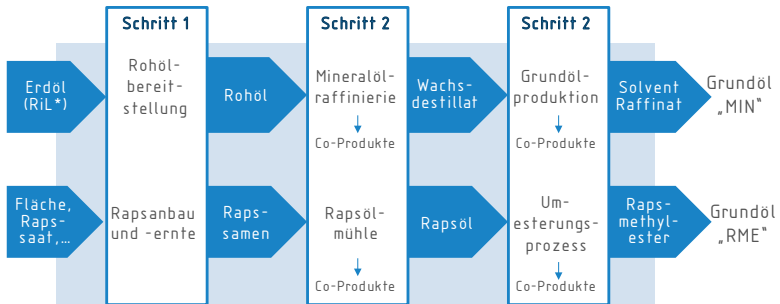 Schritt 1
Schritt 2
Schritt 2
Erdöl
(RiL*)
Rohöl-
bereit-
stellung
Rohöl
Mineralöl-
raffinierie
Co-Produkte
Wachs-
destillat
Grundöl-
produktion
Co-Produkte
Solvent
Raffinat
Grundöl
„MIN“
Fläche,
Raps-
saat,…
Rapsanbau
und -ernte
Raps-
samen
Rapsöl-
mühle
Co-Produkte
Rapsöl
Um-
esterungs-
prozess
Co-Produkte
Raps-
methyl-
ester
Grundöl
„RME“